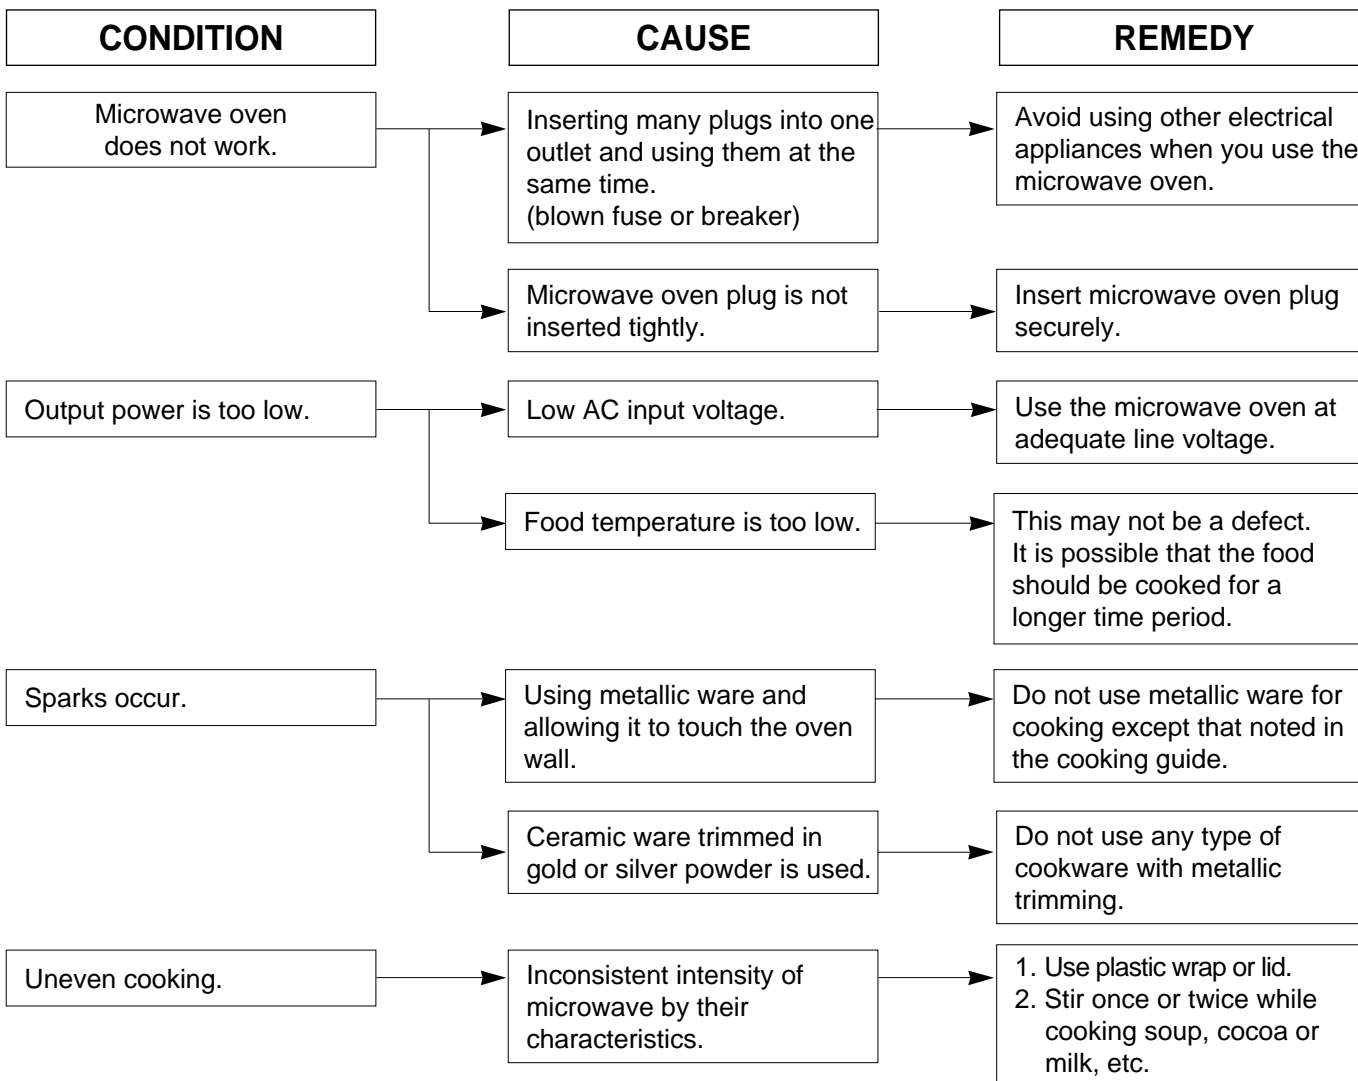 CONDITION
CAUSE
REMEDY
Microwave oven
does not work.
Inserting many plugs into one
outlet and using them at the
same time.
(blown fuse or breaker)
Avoid using other electrical
appliances when you use the
microwave oven.
Microwave oven plug is not
inserted tightly.
Insert microwave oven plug
securely.
Output power is too low.
Low AC input voltage.
Use the microwave oven at
adequate line voltage.
Food temperature is too low.
This may not be a defect.
It is possible that the food
should be cooked for a
longer time period.
Sparks occur.
Using metallic ware and
allowing it to touch the oven
wall.
Do not use metallic ware for
cooking except that noted in
the cooking guide.
Ceramic ware trimmed in
gold or silver powder is used.
Do not use any type of
cookware with metallic
trimming.
Uneven cooking.
Inconsistent intensity of
microwave by their
characteristics.
1. Use plastic wrap or lid.
2. Stir once or twice while
cooking soup, cocoa or
milk, etc.